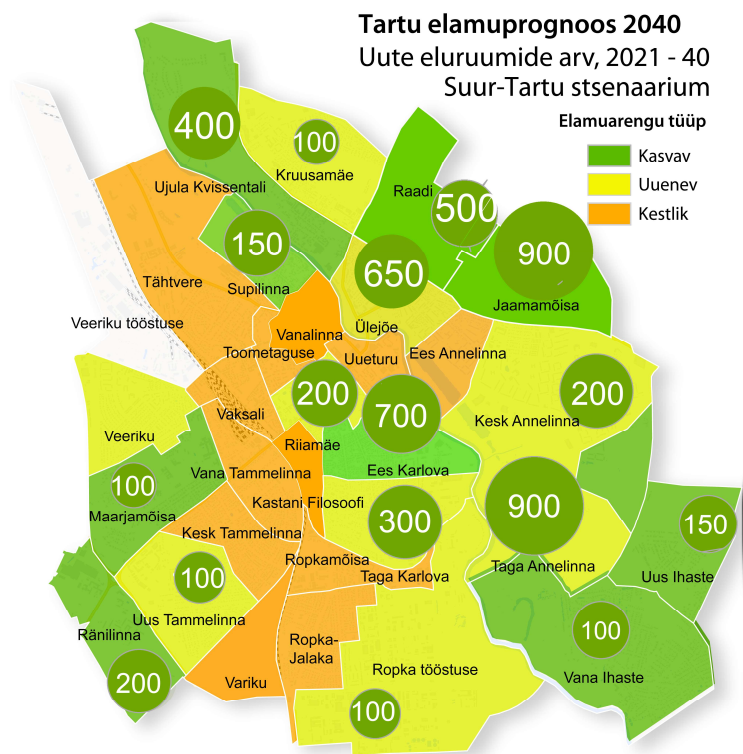 Tartu elamuprognoos 2040
Uute eluruumide arv, 2021 - 40
Suur-Tartu stsenaarium
Elamuarengu tüüp
Kasvav
Uuenev
Kestlik
400
100
Kruusamäe
Ujula Kvissentali
Raadi
500
150
900
Supilinna
650
Jaamamõisa
Tähtvere
Veeriku tööstuse
Vanalinna
Ülejõe
Toometaguse
Uueturu
Ees Annelinna
200
700
200
Kesk Annelinna
Vaksali
Veeriku
Riiamäe
Ees Karlova
Vana Tammelinna
100
Maarjamõisa
Kastani Filosoofi
300
900
150
Kesk Tammelinna
Ropkamõisa
Taga Karlova
Taga Annelinna
Uus Ihaste
100
Uus Tammelinna
Ränilinna
100
Vana Ihaste
Ropka-
Jalaka
Ropka tööstuse
200
Variku
100